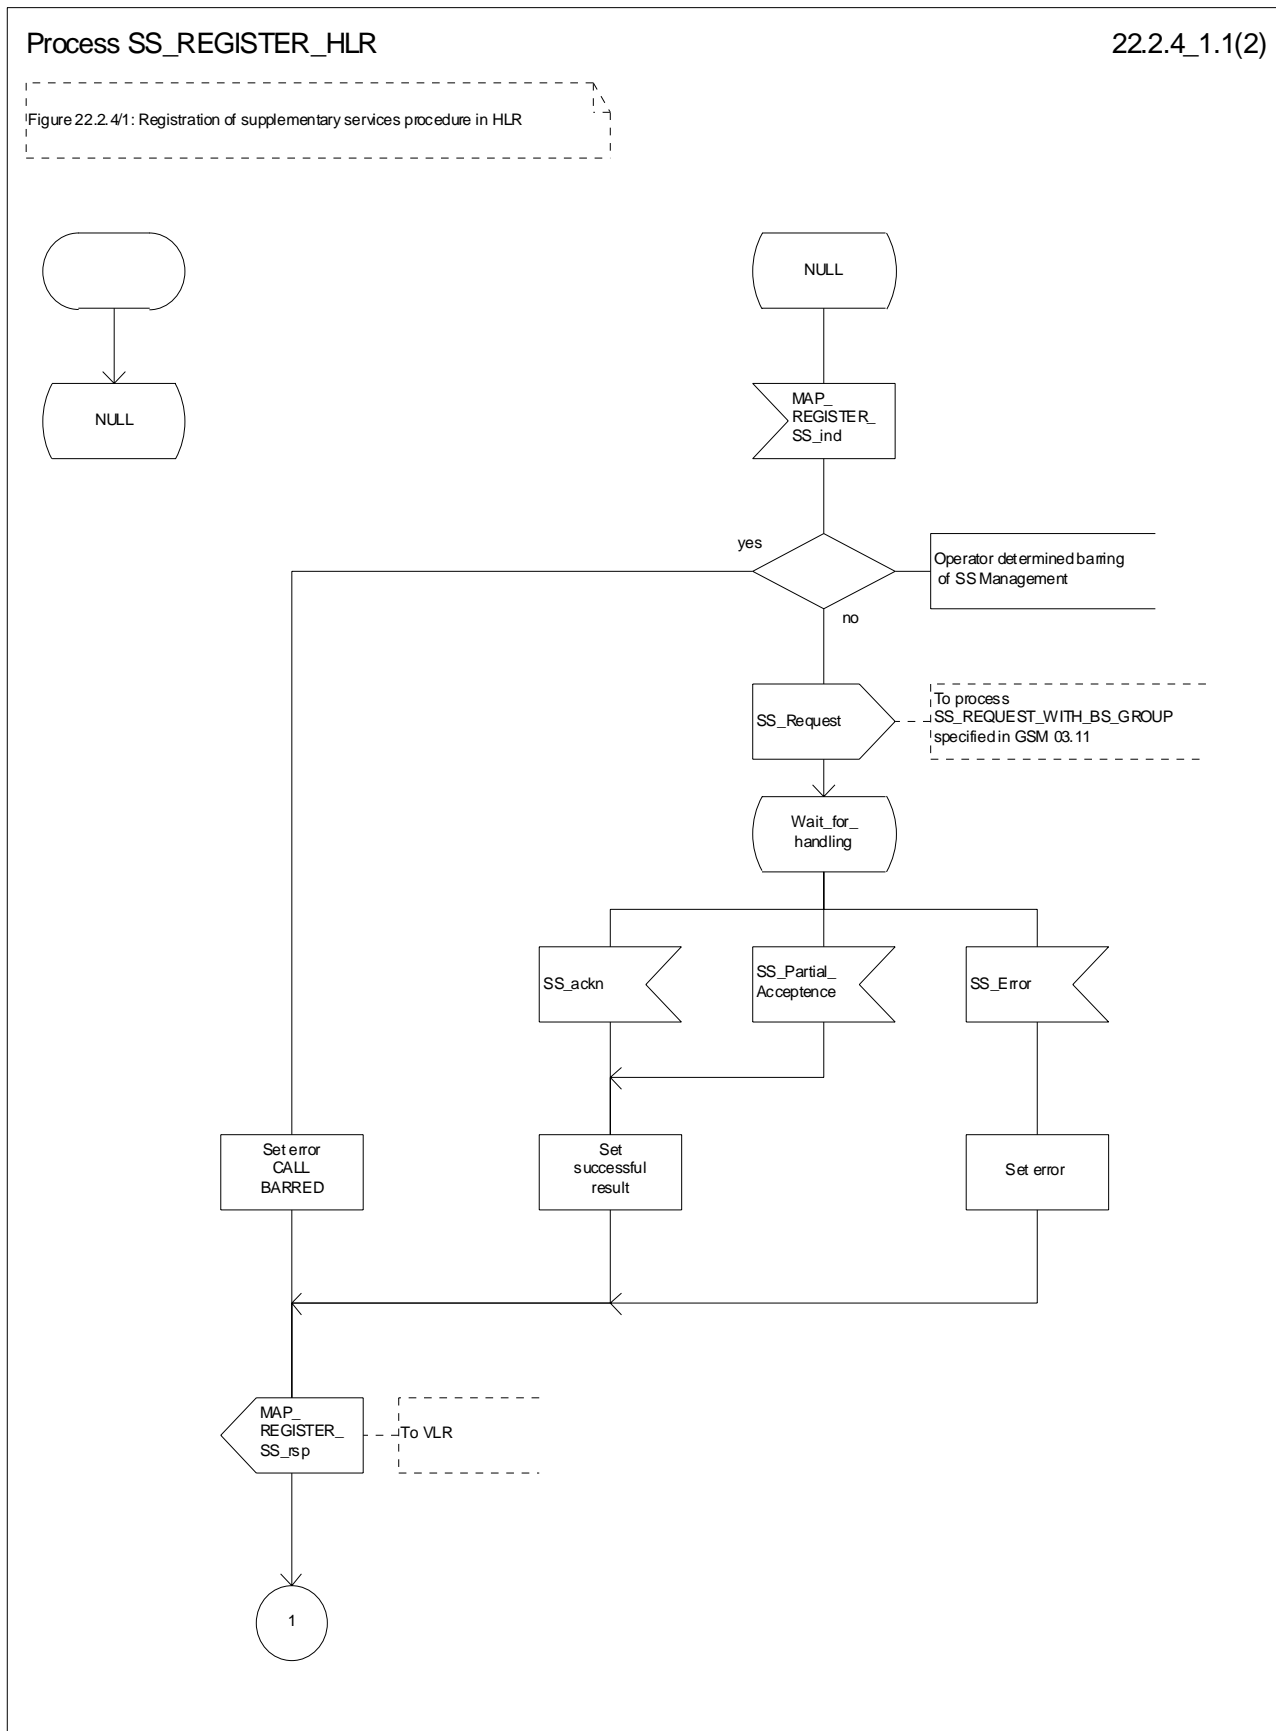 Process SS_REGISTER_HLR
22.2.4_1.1(2)
Figure 22.2.4/1: Registration of supplementary services procedure in HLR
NULL
NULL
MAP_
REGISTER_
SS_ind
yes
Operator determined barring
of SS Management
no
SS_Request
To process
SS_REQUEST_WITH_BS_GROUP
specified in GSM 03.11
Wait_for_
handling
SS_ackn
SS_Partial_
Acceptence
SS_Error
Set error
CALL
BARRED
Set
successful
result
Set error
MAP_
REGISTER_
SS_rsp
To VLR
1